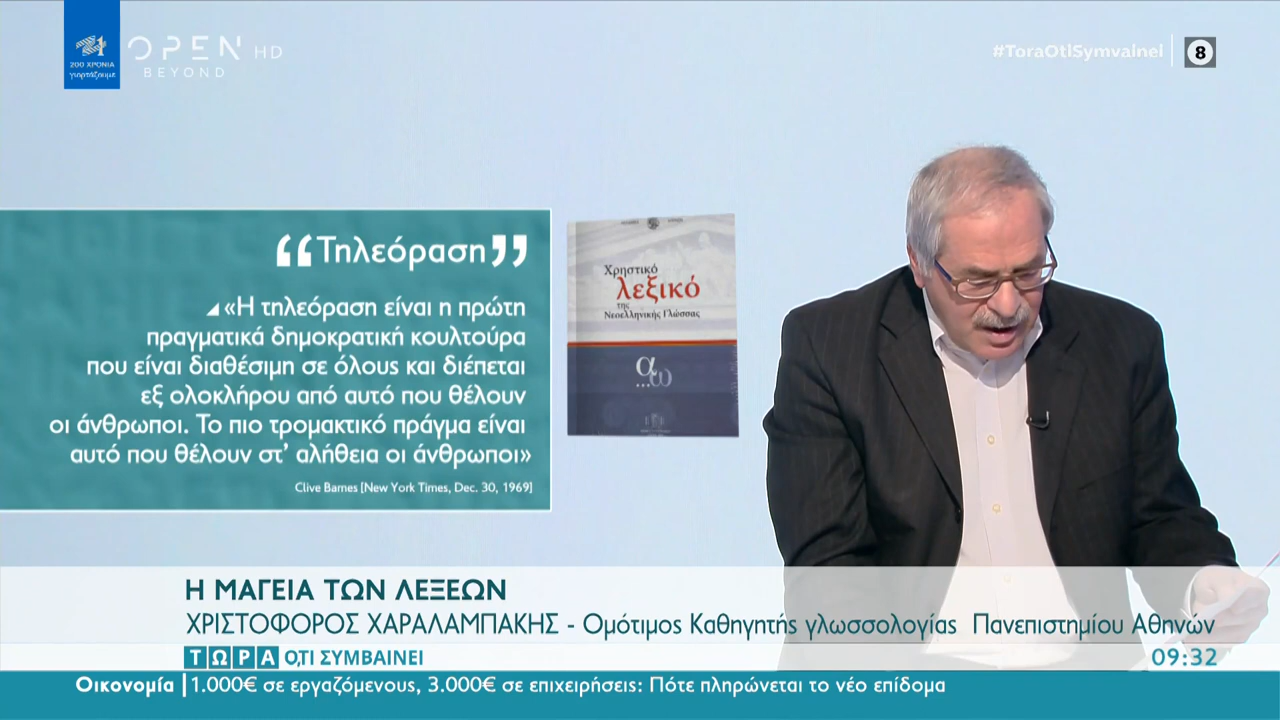 200 ΧΡΟΝΙΑ
γιορτάζουμε
OPEN HD
BEYOND
#ToraOtiSymvainei
8
“Τηλεόραση”
«Η τηλεόραση είναι η πρώτη
πραγματικά δημοκρατική κουλτούρα
που είναι διαθέσιμη σε όλους και διέπεται
εξ ολοκλήρου από αυτό που θέλουν
οι άνθρωποι. Το πιο τρομακτικό πράγμα είναι
αυτό που θέλουν στ’ αλήθεια οι άνθρωποι»
Clive Barnes [New York Times, Dec. 30, 1969]
Χρηστικό
λεξικό
της
Νεοελληνικής Γλώσσας
α
...ω
Η ΜΑΓΕΙΑ ΤΩΝ ΛΕΞΕΩΝ
ΧΡΙΣΤΟΦΟΡΟΣ ΧΑΡΑΛΑΜΠΑΚΗΣ - Ομότιμος Καθηγητής γλωσσολογίας Πανεπιστημίου Αθηνών
ΤΩΡΑ Ο,ΤΙ ΣΥΜΒΑΙΝΕΙ
09:32
Οικονομία | 1.000€ σε εργαζόμενους, 3.000€ σε επιχειρήσεις: Πότε πληρώνεται το νέο επίδομα